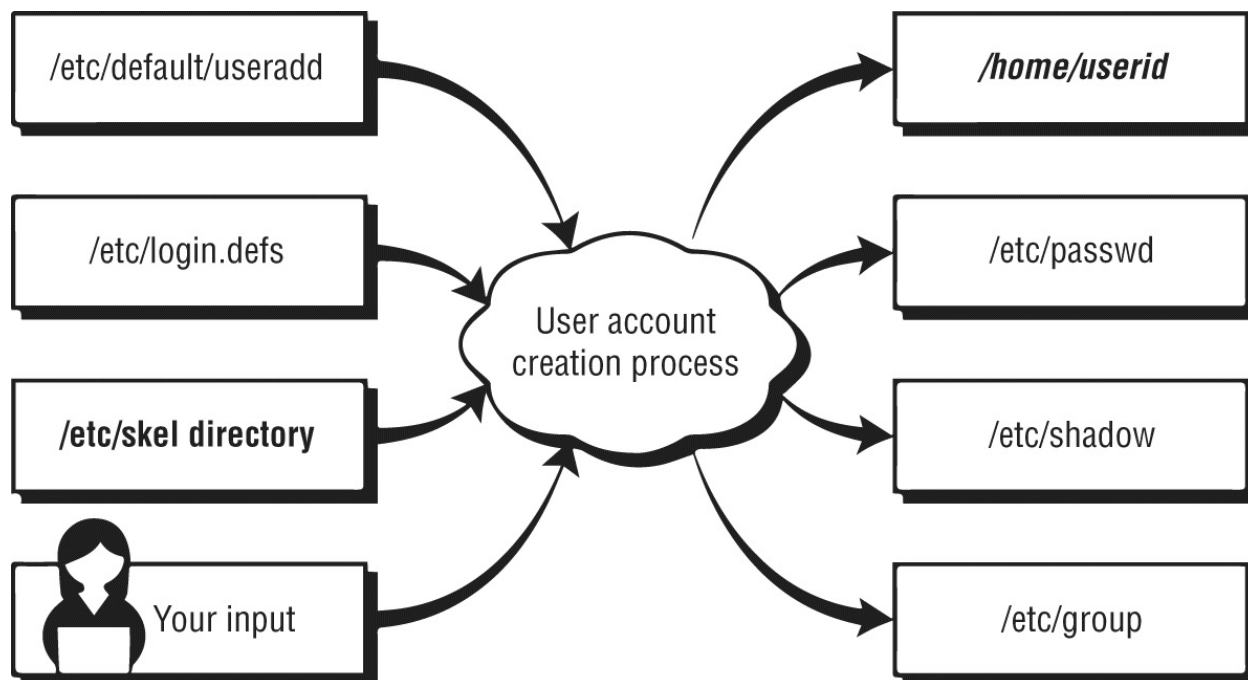 /etc/default/useradd
/etc/login.defs
/etc/skel directory
Your input
User account
creation process
/home/userid
/etc/passwd
/etc/shadow
/etc/group